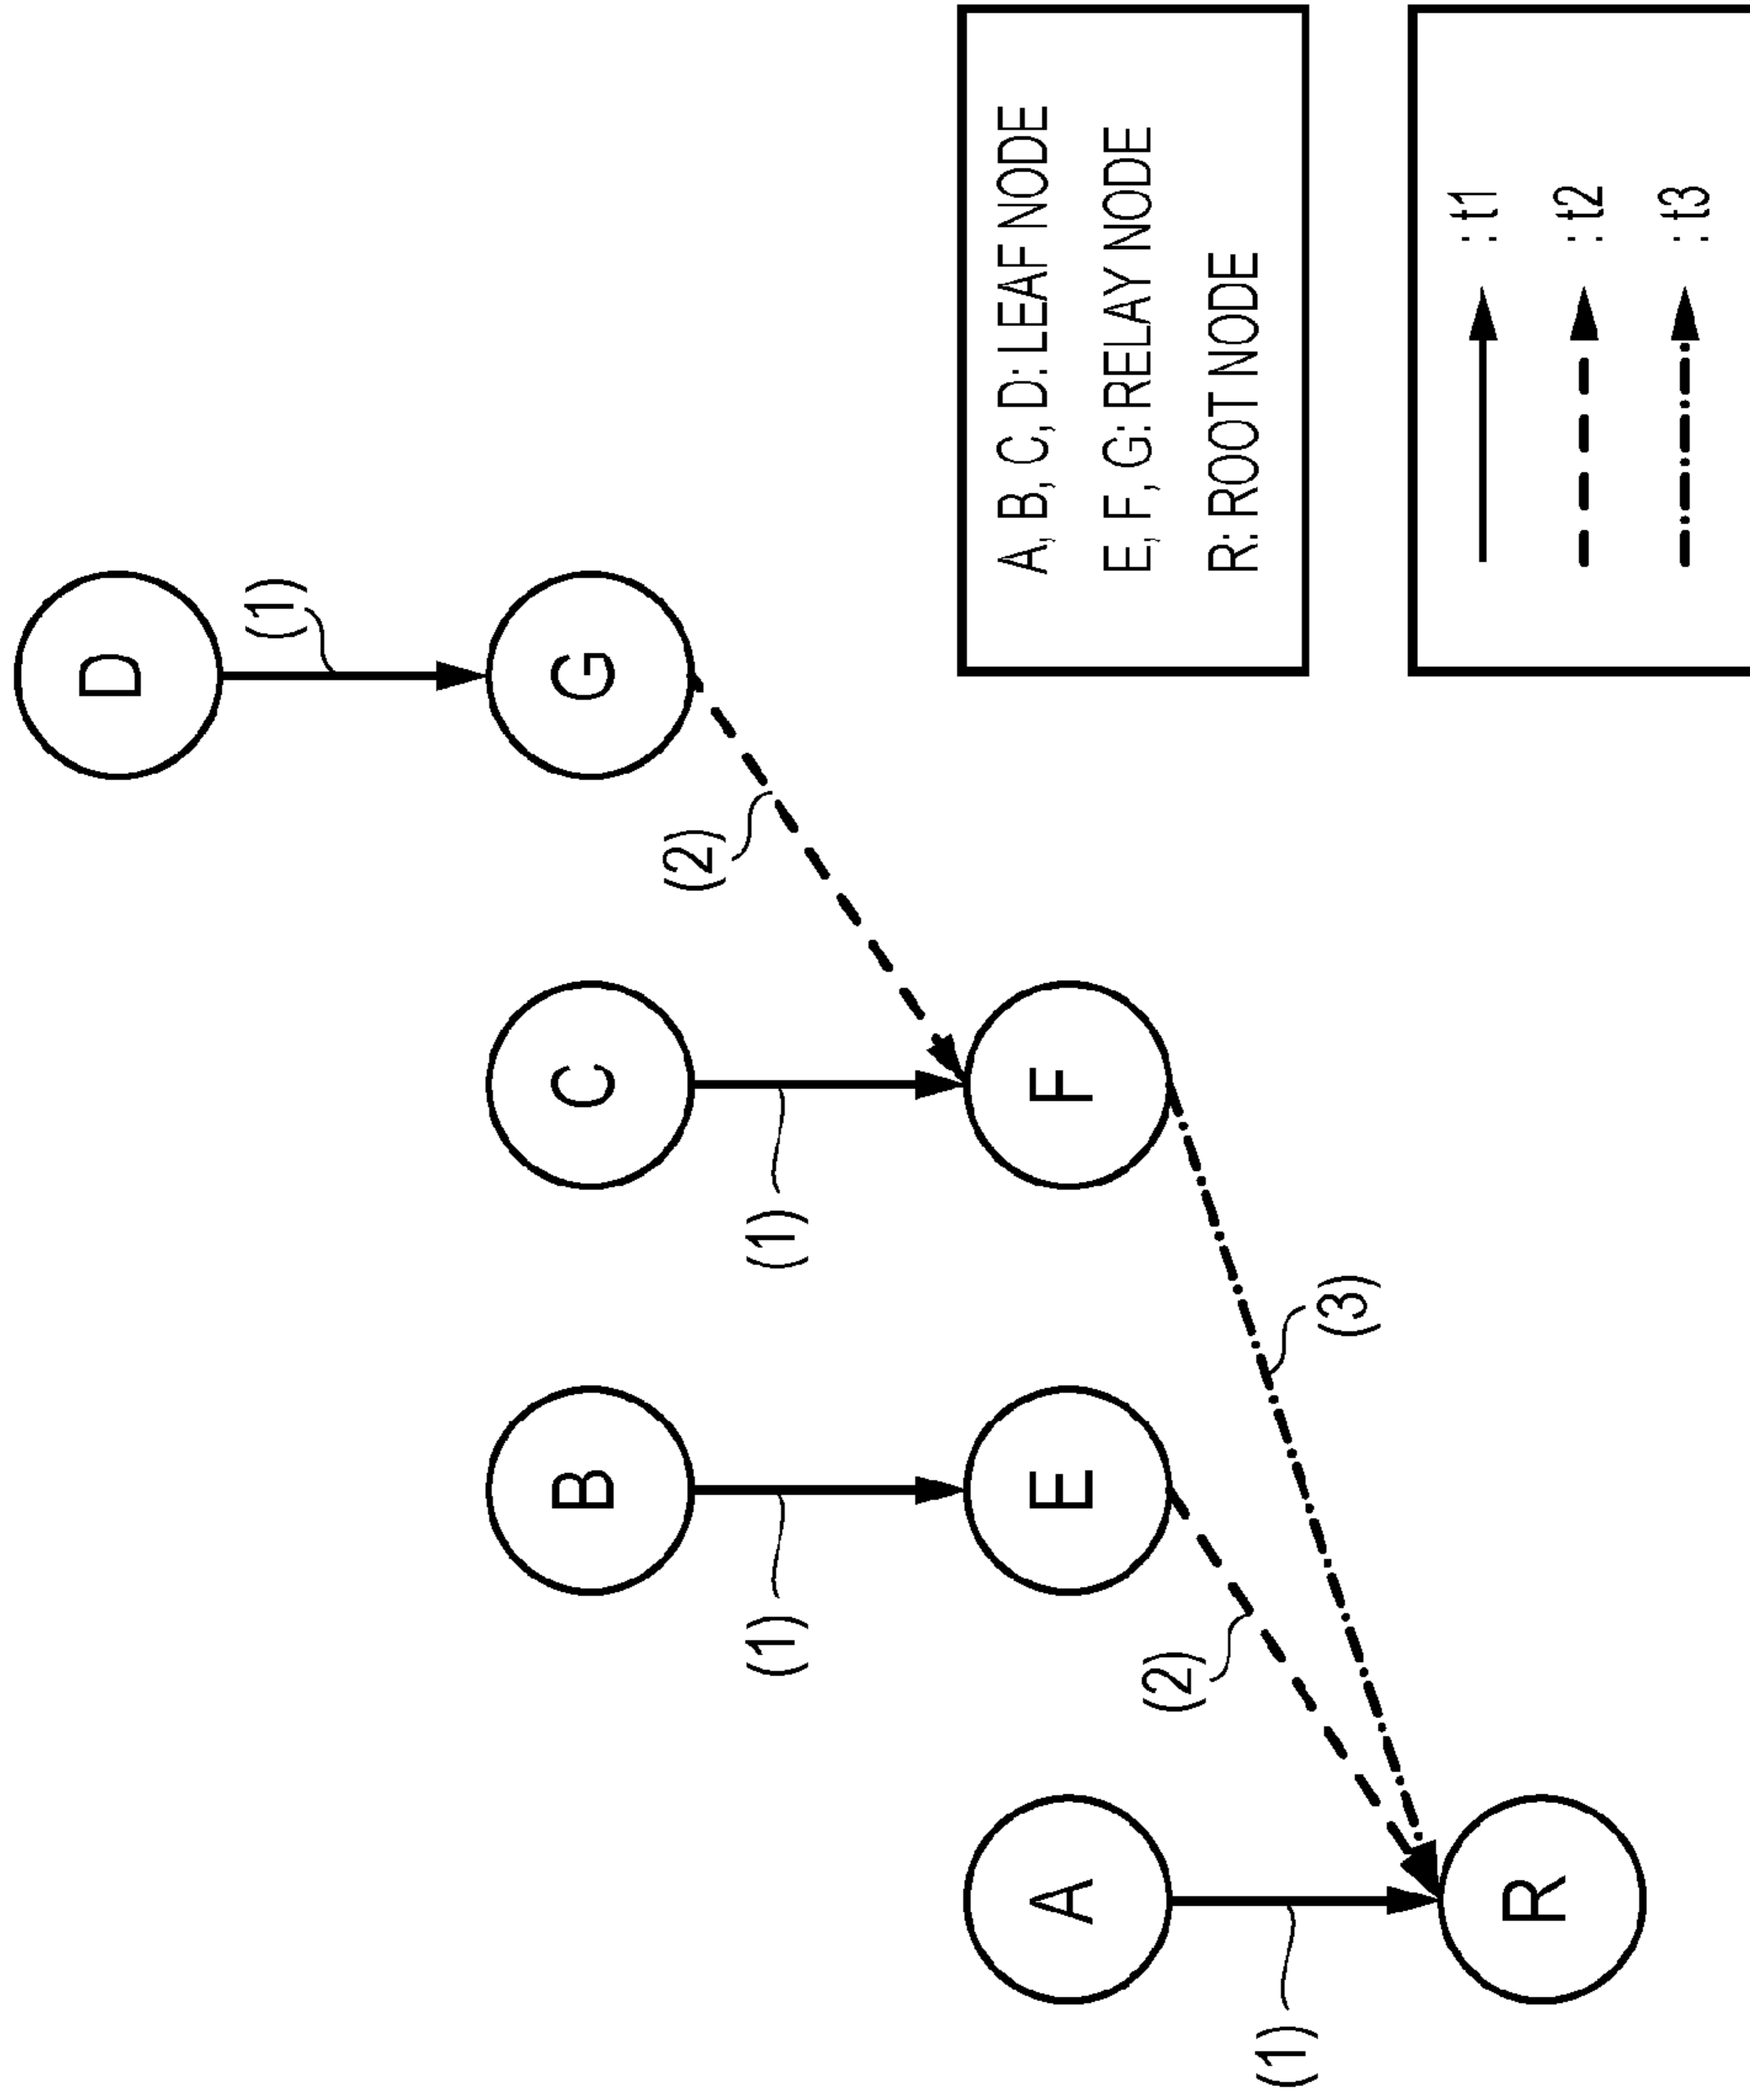 D
(1)
G
(2)
C
(1)
F
B
(1)
E
(3)
(2)
A
(1)
R
A, B, C, D: LEAF NODE
E, F, G: RELAY NODE
R: ROOT NODE
: t1
: t2
: t3